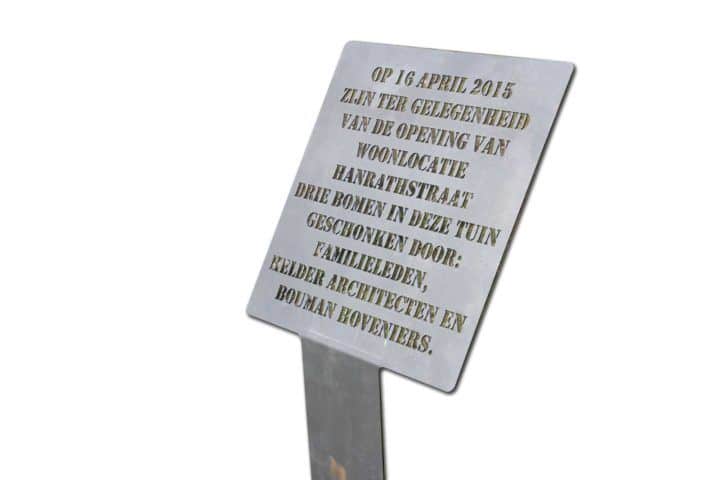 OP 16 APRIL 2015
ZIJN TER GELEGENHEID
VAN DE OPENING VAN
WOONLOCATIE
HANRATHSTRAAT
DRIE BOMEN IN DEZE TUIN
GESCHONKEN DOOR:
FAMILIELEDEN,
KELDER ARCHITECTEN EN
BOUMAN BOVENIERS.